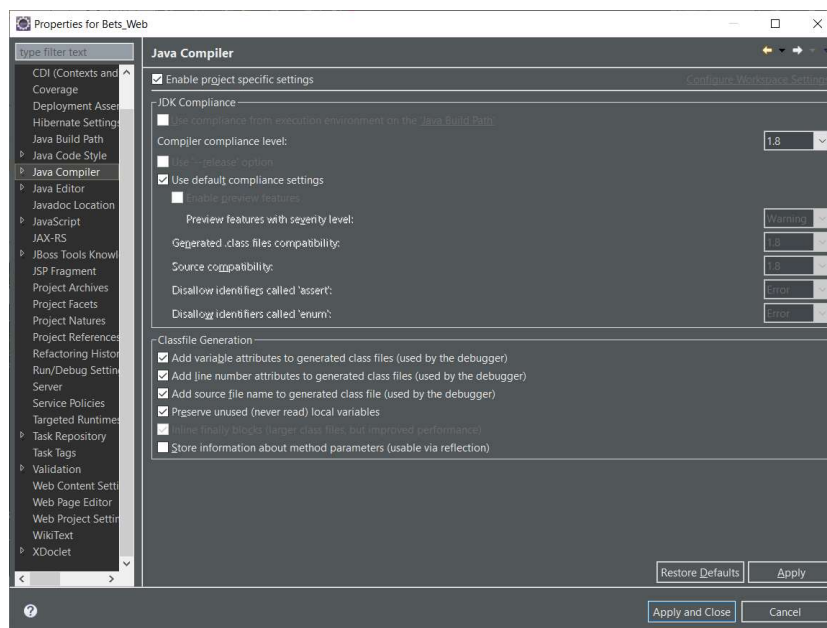 Properties for Bets_Web
type filter text
CDI (Contexts and
Coverage
Deployment Asser
Hibernate Settings
Java Build Path
Java Code Style
Java Compiler
Java Editor
Javadoc Location
JavaScript
JAX-RS
JBoss Tools Knowl
JSP Fragment
Project Archives
Project Facets
Project Natures
Project References
Refactoring Histor
Run/Debug Settin
Server
Service Policies
Targeted Runtimes
Task Repository
Task Tags
Validation
Web Content Setti
Web Page Editor
Web Project Settin
WikiText
XDoclet
Java Compiler
Enable project specific settings
Configure Workspace Settings
JDK Compliance
Use compliance from execution environment on the 'Java Build Path'
Compiler compliance level:
1.8
Use '--release' option
Use default compliance settings
Enable preview features
Preview features with severity level:
Warning
Generated .class files compatibility:
1.8
Source compatibility:
1.8
Disallow identifiers called 'assert':
Error
Disallow identifiers called 'enum':
Error
Classfile Generation
Add variable attributes to generated class files (used by the debugger)
Add line number attributes to generated class files (used by the debugger)
Add source file name to generated class file (used by the debugger)
Preserve unused (never read) local variables
Inline finally blocks (larger class files, but improved performance)
Store information about method parameters (usable via reflection)
Restore Defaults
Apply
Apply and Close
Cancel